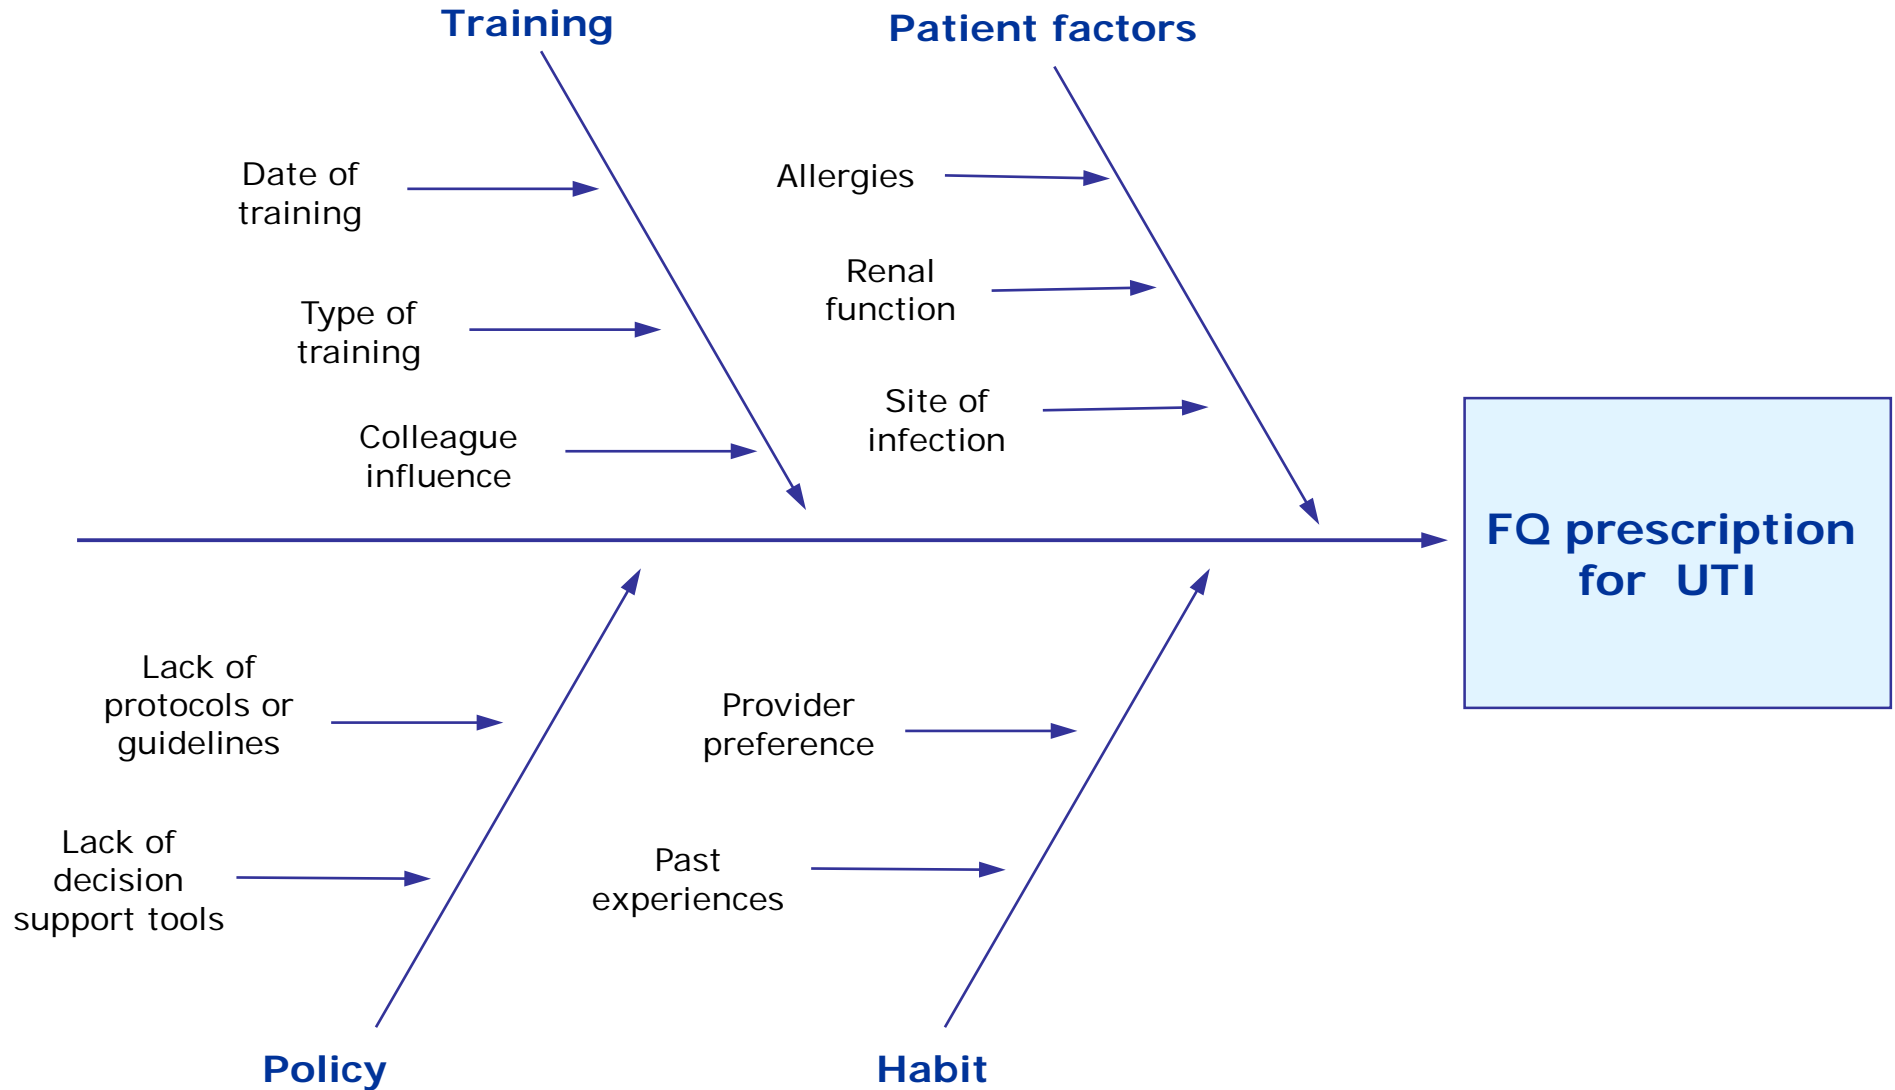 Training
Patient factors
Date of
training
Allergies
Renal
function
Type of
training
Site of
infection
Colleague
influence
FQ prescription
for UTI
Lack of
protocols or
guidelines
Provider
preference
Lack of
decision
support tools
Past
experiences
Policy
Habit